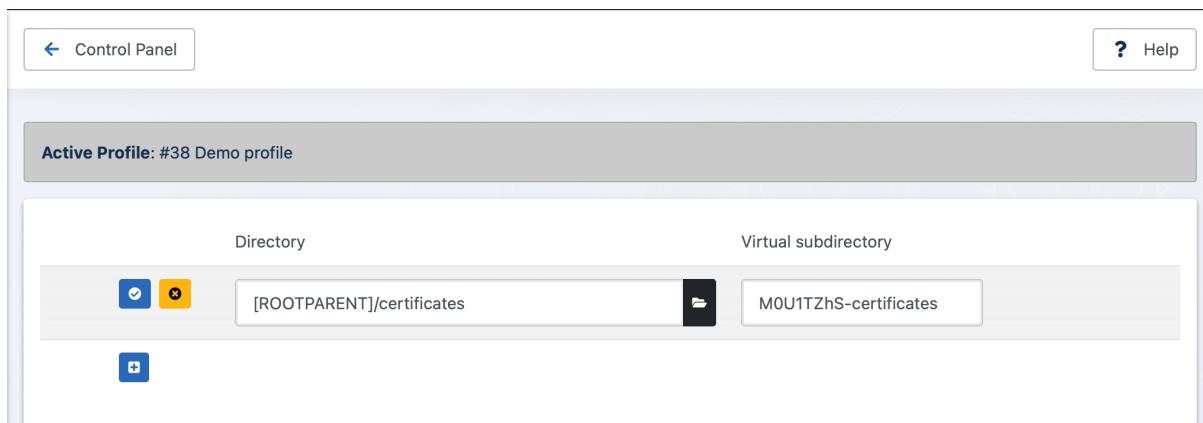 Control Panel
? Help
Active Profile: #38 Demo profile
Directory Virtual subdirectory
[ROOTPARENT]/certificates M0U1TZhS-certificates